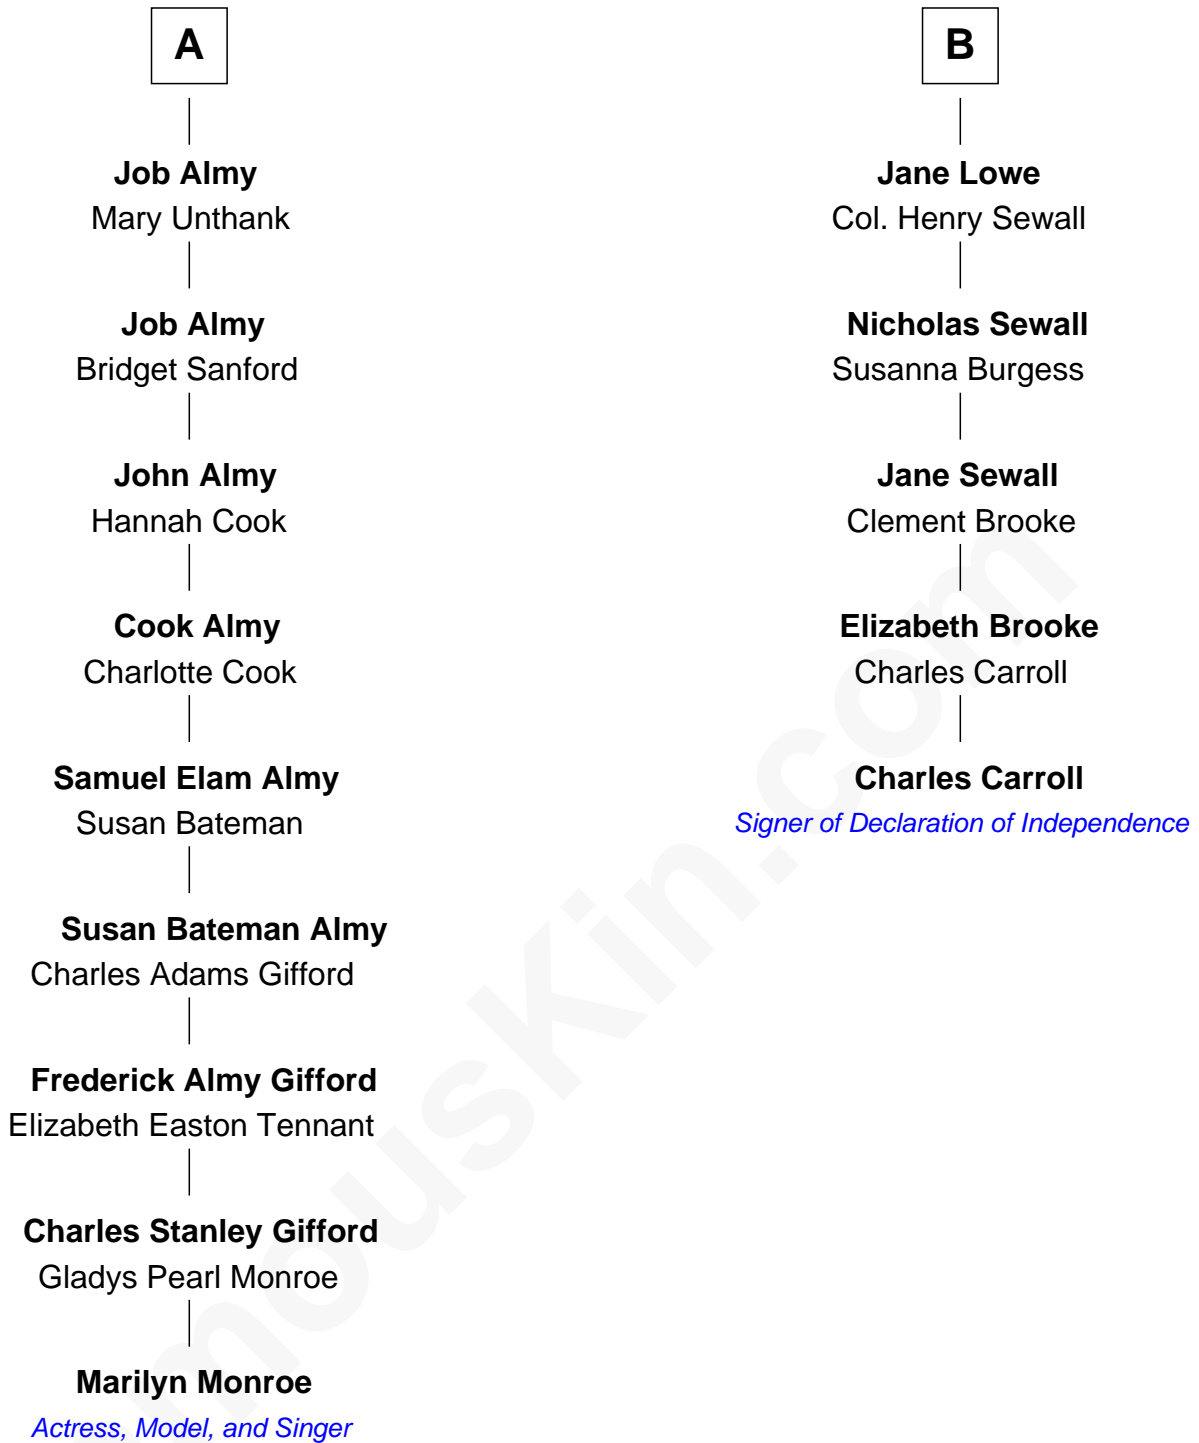 A
Job Almy
Mary Unthank
Job Almy
Bridget Sanford
John Almy
Hannah Cook
Cook Almy
Charlotte Cook
Samuel Elam Almy
Susan Bateman
Susan Bateman Almy
Charles Adams Gifford
Frederick Almy Gifford
Elizabeth Easton Tennant
Charles Stanley Gifford
Gladys Pearl Monroe
Marilyn Monroe
Actress, Model, and Singer
B
Jane Lowe
Col. Henry Sewall
Nicholas Sewall
Susanna Burgess
Jane Sewall
Clement Brooke
Elizabeth Brooke
Charles Carroll
Charles Carroll
Signer of Declaration of Independence
mousKin.com